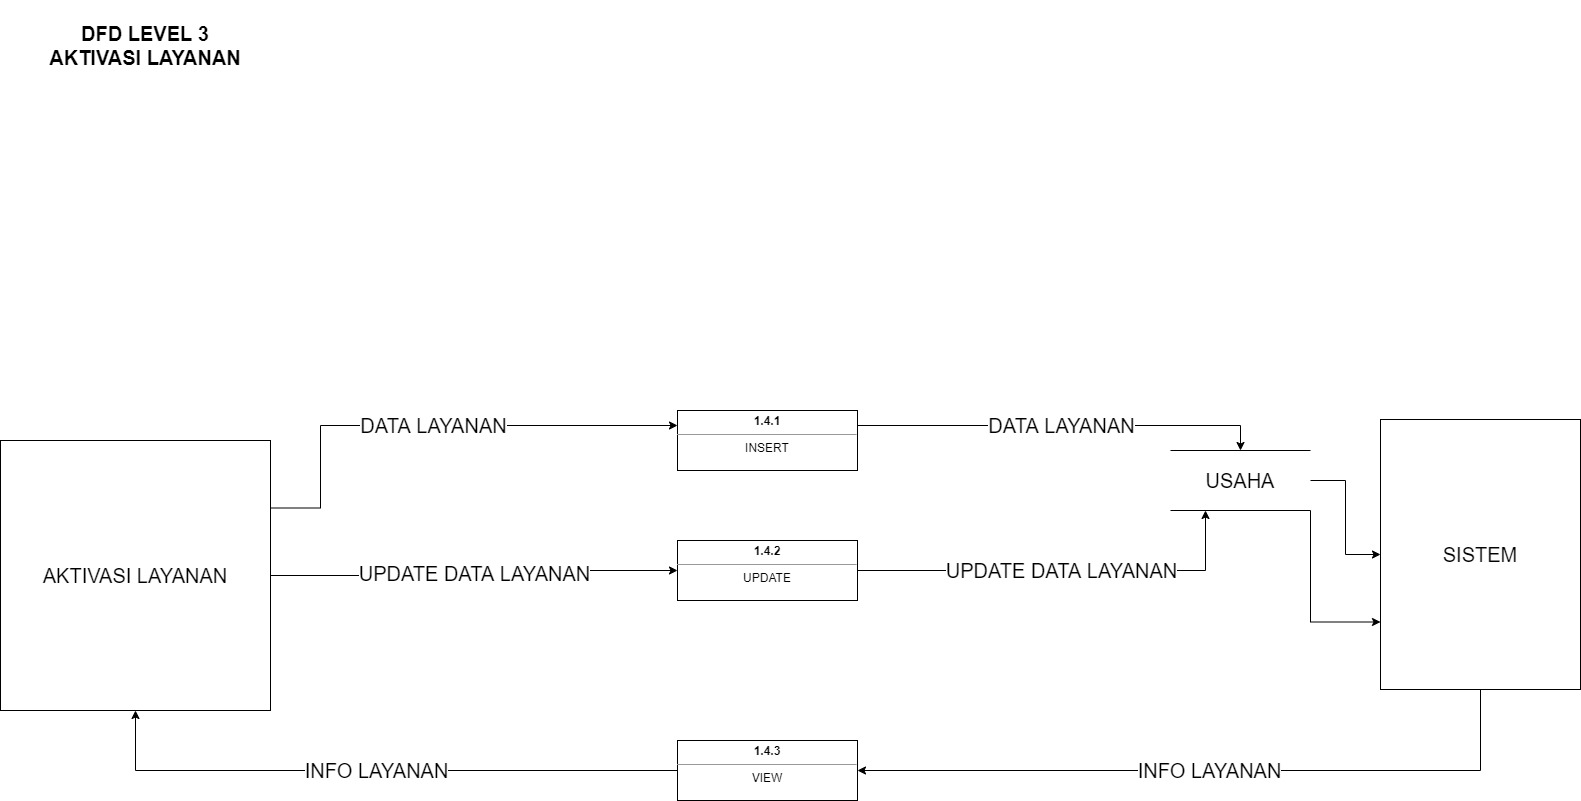 DFD LEVEL 3
AKTIVASI LAYANAN
DATA LAYANAN
1.4.1
INSERT
DATA LAYANAN
USAHA
AKTIVASI LAYANAN
UPDATE DATA LAYANAN
1.4.2
UPDATE
UPDATE DATA LAYANAN
SISTEM
INFO LAYANAN
1.4.3
VIEW
INFO LAYANAN